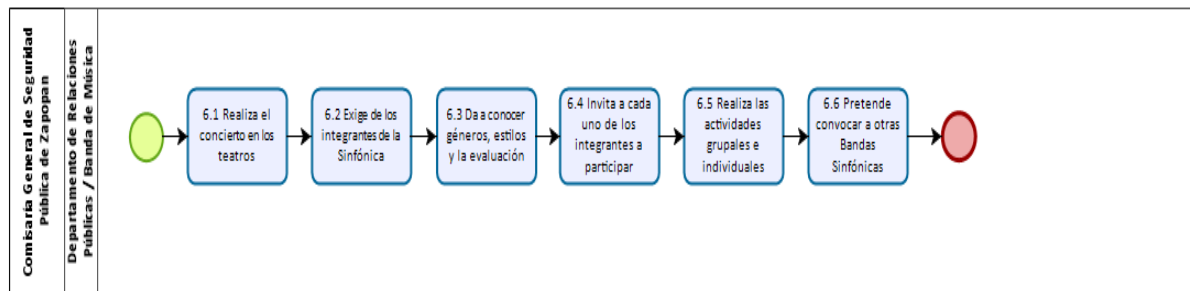 Comisaría General de Seguridad
Pública de Zapopan
Departamento de Relaciones
Públicas / Banda de Música
6.1 Realiza el
concierto en los
teatros
6.2 Exige de los
integrantes de la
Sinfónica
6.3 Da a conocer
géneros, estilos
y la evaluación
6.4 Invita a cada
uno de los
integrantes a
participar
6.5 Realiza las
actividades
grupales e
individuales
6.6 Pretende
convocar a otras
Bandas
Sinfónicas